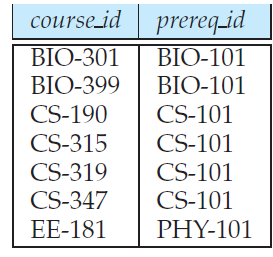 course_id prereq_id
BIO-301 BIO-101
BIO-399 BIO-101
CS-190 CS-101
CS-315 CS-101
CS-319 CS-101
CS-347 CS-101
EE-181 PHY-101